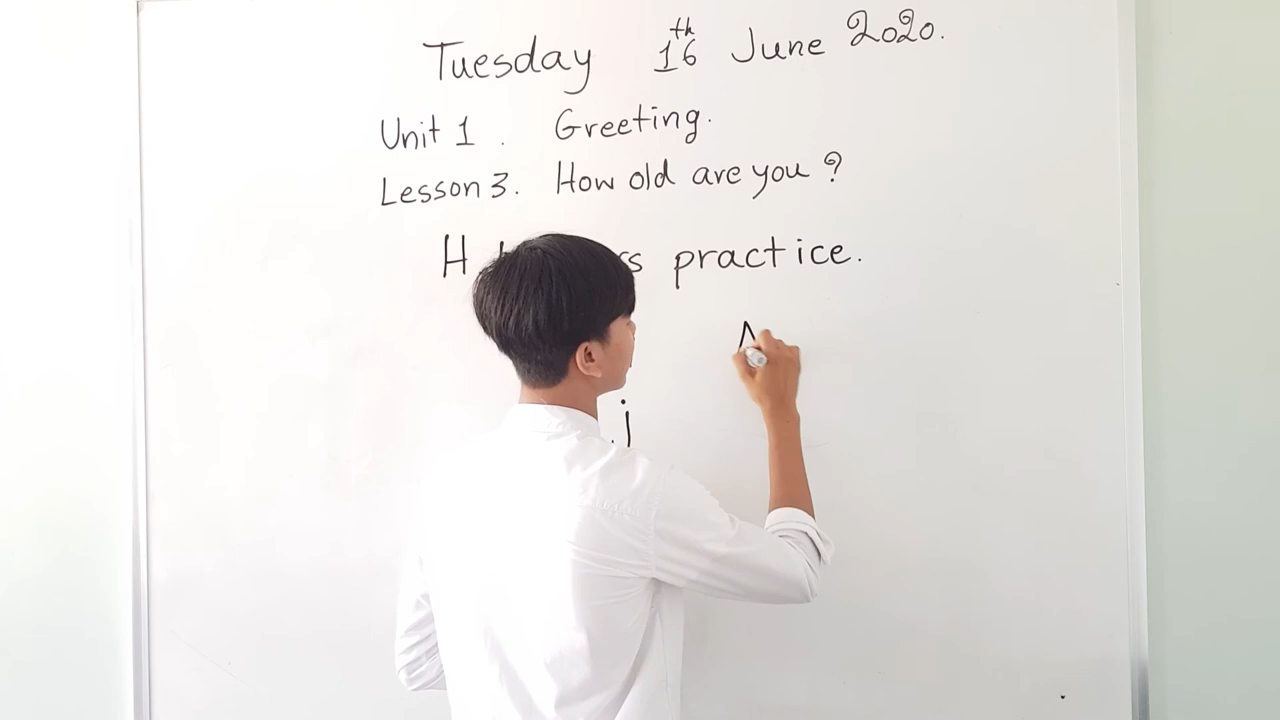 Tuesday 16th June 2020.
Unit 1. Greeting.
Lesson 3. How old are you?
practice.
j